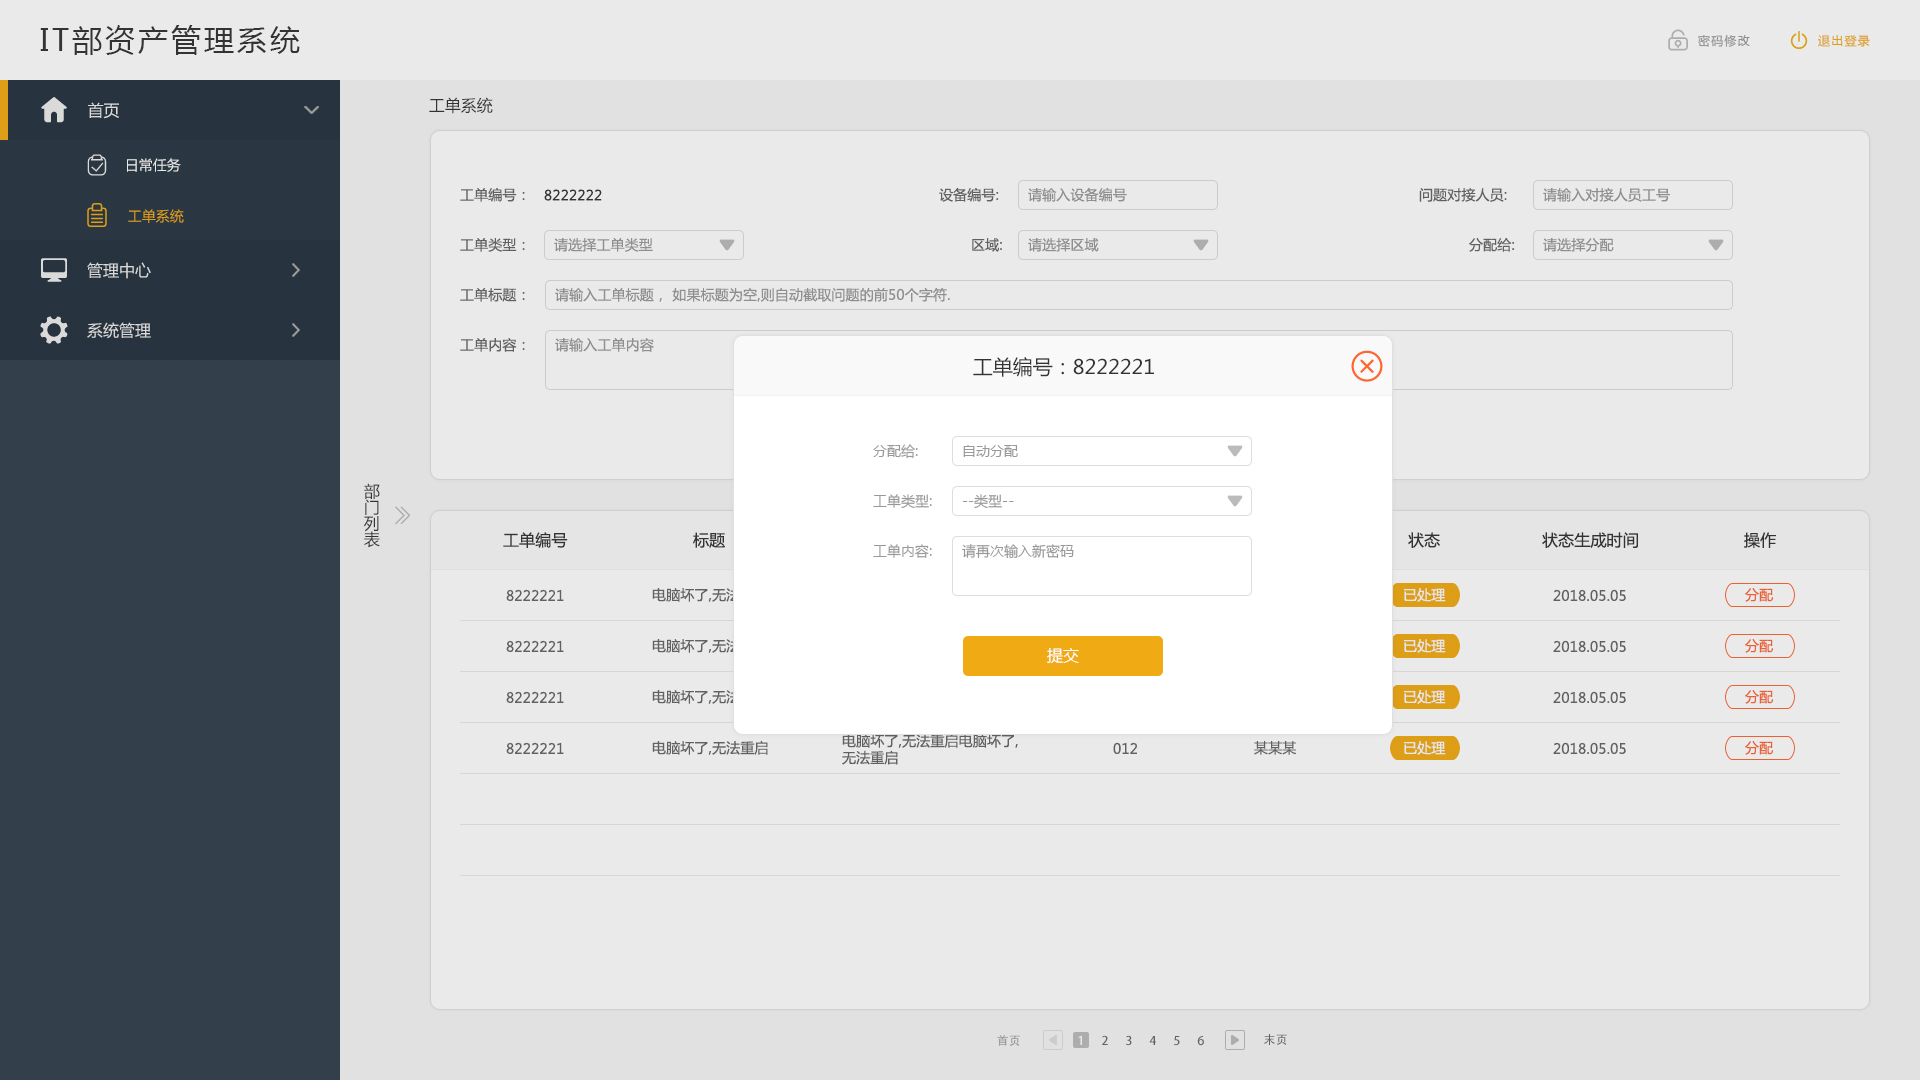 IT部资产管理系统
密码修改
退出登录
首页
日常任务
工单系统
管理中心
系统管理
工单系统
工单编号： 8222222
设备编号: 请输入设备编号
问题对接人员: 请输入对接人员工号
工单类型： 请选择工单类型
区域: 请选择区域
分配给: 请选择分配
工单标题： 请输入工单标题， 如果标题为空,则自动截取问题的前50个字符.
工单内容： 请输入工单内容
部门列表
工单编号：8222221
分配给: 自动分配
工单类型: --类型--
工单内容: 请再次输入新密码
提交
工单编号 标题 状态 状态生成时间 操作
8222221 电脑坏了,无法 已处理 2018.05.05 分配
8222221 电脑坏了,无法 已处理 2018.05.05 分配
8222221 电脑坏了,无法 已处理 2018.05.05 分配
8222221 电脑坏了,无法重启 电脑坏了,无法重启电脑坏了,
无法重启 012 某某某 已处理 2018.05.05 分配
首页 1 2 3 4 5 6 末页